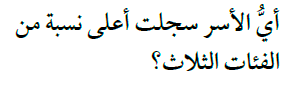 أيُّ الأسر سجلت أعلى نسبة من
الفئات الثلاث؟